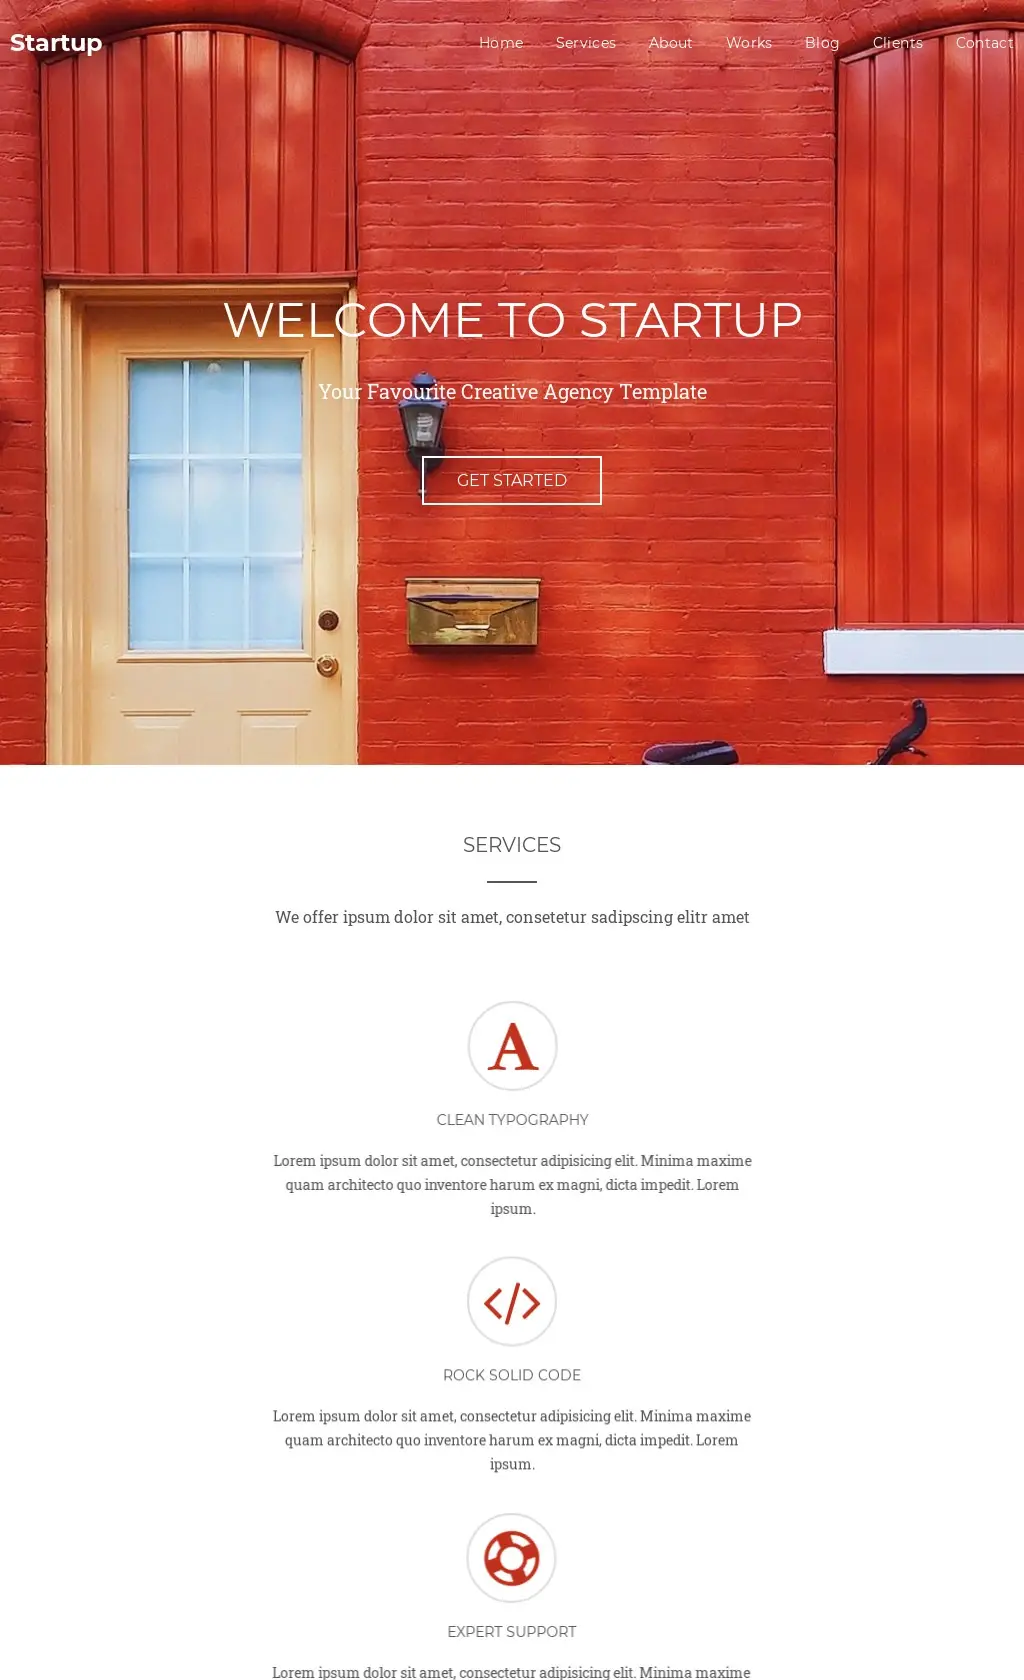 Startup
Home Services About Works Blog Clients Contact
WELCOME TO STARTUP
Your Favourite Creative Agency Template
GET STARTED
SERVICES
We offer ipsum dolor sit amet, consetetur sadipscing elitr amet
A
CLEAN TYPOGRAPHY
Lorem ipsum dolor sit amet, consectetur adipisicing elit. Minima maxime
quam architecto quo inventore harum ex magni, dicta impedit. Lorem
ipsum.
</>
ROCK SOLID CODE
Lorem ipsum dolor sit amet, consectetur adipisicing elit. Minima maxime
quam architecto quo inventore harum ex magni, dicta impedit. Lorem
ipsum.
EXPERT SUPPORT
Lorem ipsum dolor sit amet, consectetur adipisicing elit. Minima maxime